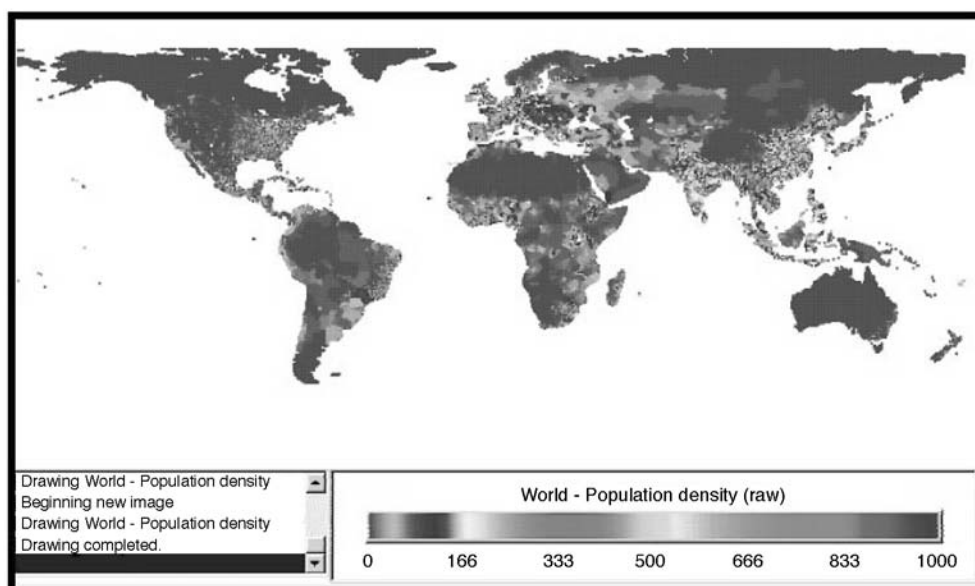 Drawing World - Population density
Beginning new image
Drawing World - Population density
Drawing completed.
World - Population density (raw)
0 166 333 500 666 833 1000